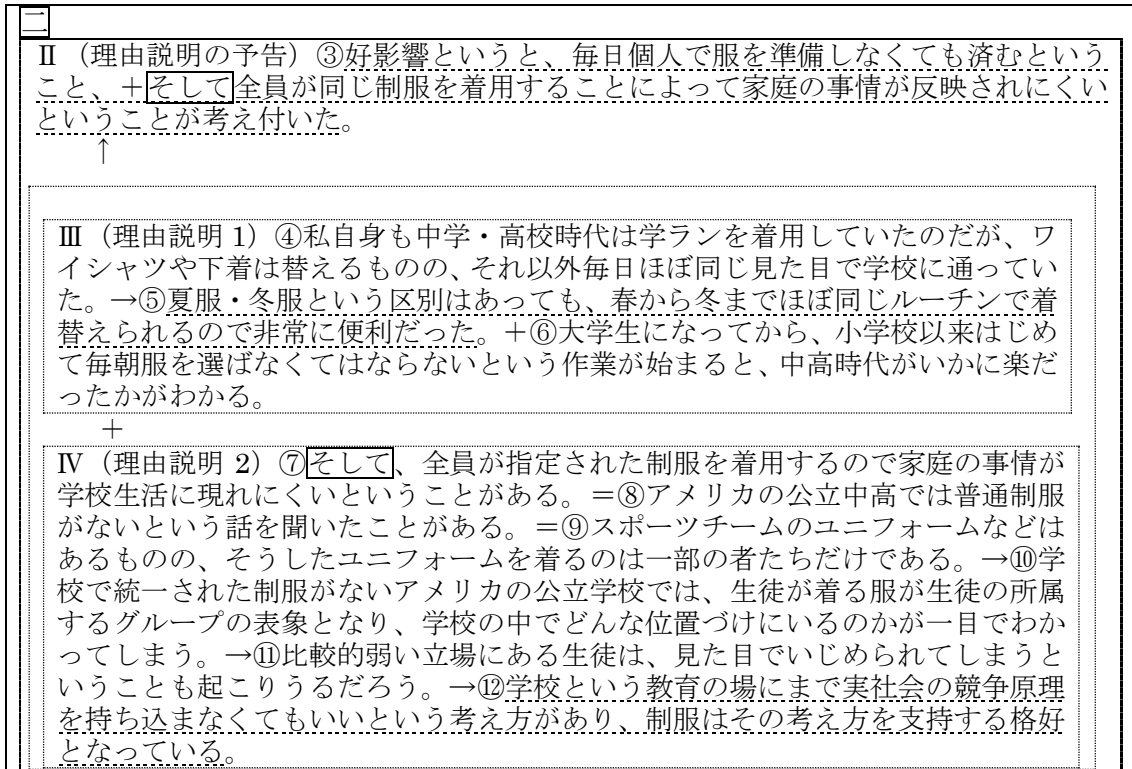 二
Ⅱ（理由説明の予告）③好影響というと、毎日個人で服を準備しなくても済むという
こと、＋そして全員が同じ制服を着用することによって家庭の事情が反映されにくい
ということが考え付いた。
↑
Ⅲ（理由説明 1）④私自身も中学・高校時代は学ランを着用していたのだが、ワ
イシャツや下着は替えるものの、それ以外毎日ほぼ同じ見た目で学校に通ってい
た。→⑤夏服・冬服という区別はあっても、春から冬までほぼ同じルーチンで着
替えられるので非常に便利だった。＋⑥大学生になってから、小学校以来はじめ
て毎朝服を選ばなくてはならないという作業が始まると、中高時代がいかに楽だ
ったかがわかる。
＋
Ⅳ（理由説明 2）⑦そして、全員が指定された制服を着用するので家庭の事情が
学校生活に現れにくいということがある。＝⑧アメリカの公立中高では普通制服
がないという話を聞いたことがある。＝⑨スポーツチームのユニフォームなどは
あるものの、そうしたユニフォームを着るのは一部の者たちだけである。→⑩学
校で統一された制服がないアメリカの公立学校では、生徒が着る服が生徒の所属
するグループの表象となり、学校の中でどんな位置づけにいるのかが一目でわか
ってしまう。→⑪比較的弱い立場にある生徒は、見た目でいじめられてしまうと
いうことも起こりうるだろう。→⑫学校という教育の場にまで実社会の競争原理
を持ち込まなくてもいいという考え方があり、制服はその考え方を支持する格好
となっている。